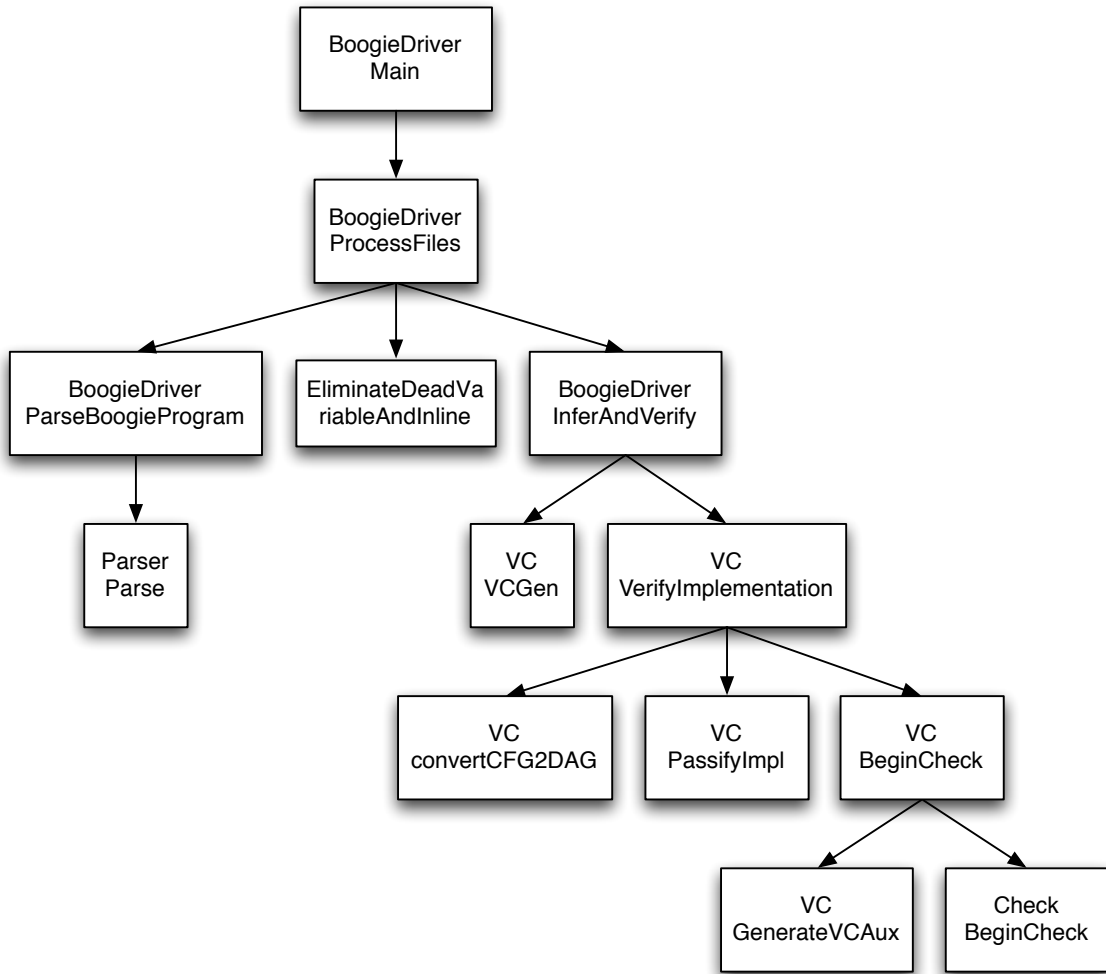 BoogieDriver
Main
BoogieDriver
ProcessFiles
BoogieDriver
ParseBoogieProgram
EliminateDeadVa
riableAndInline
BoogieDriver
InferAndVerify
Parser
Parse
VC
VCGen
VC
VerifyImplementation
VC
convertCFG2DAG
VC
PassifyImpl
VC
BeginCheck
VC
GenerateVCAux
Check
BeginCheck